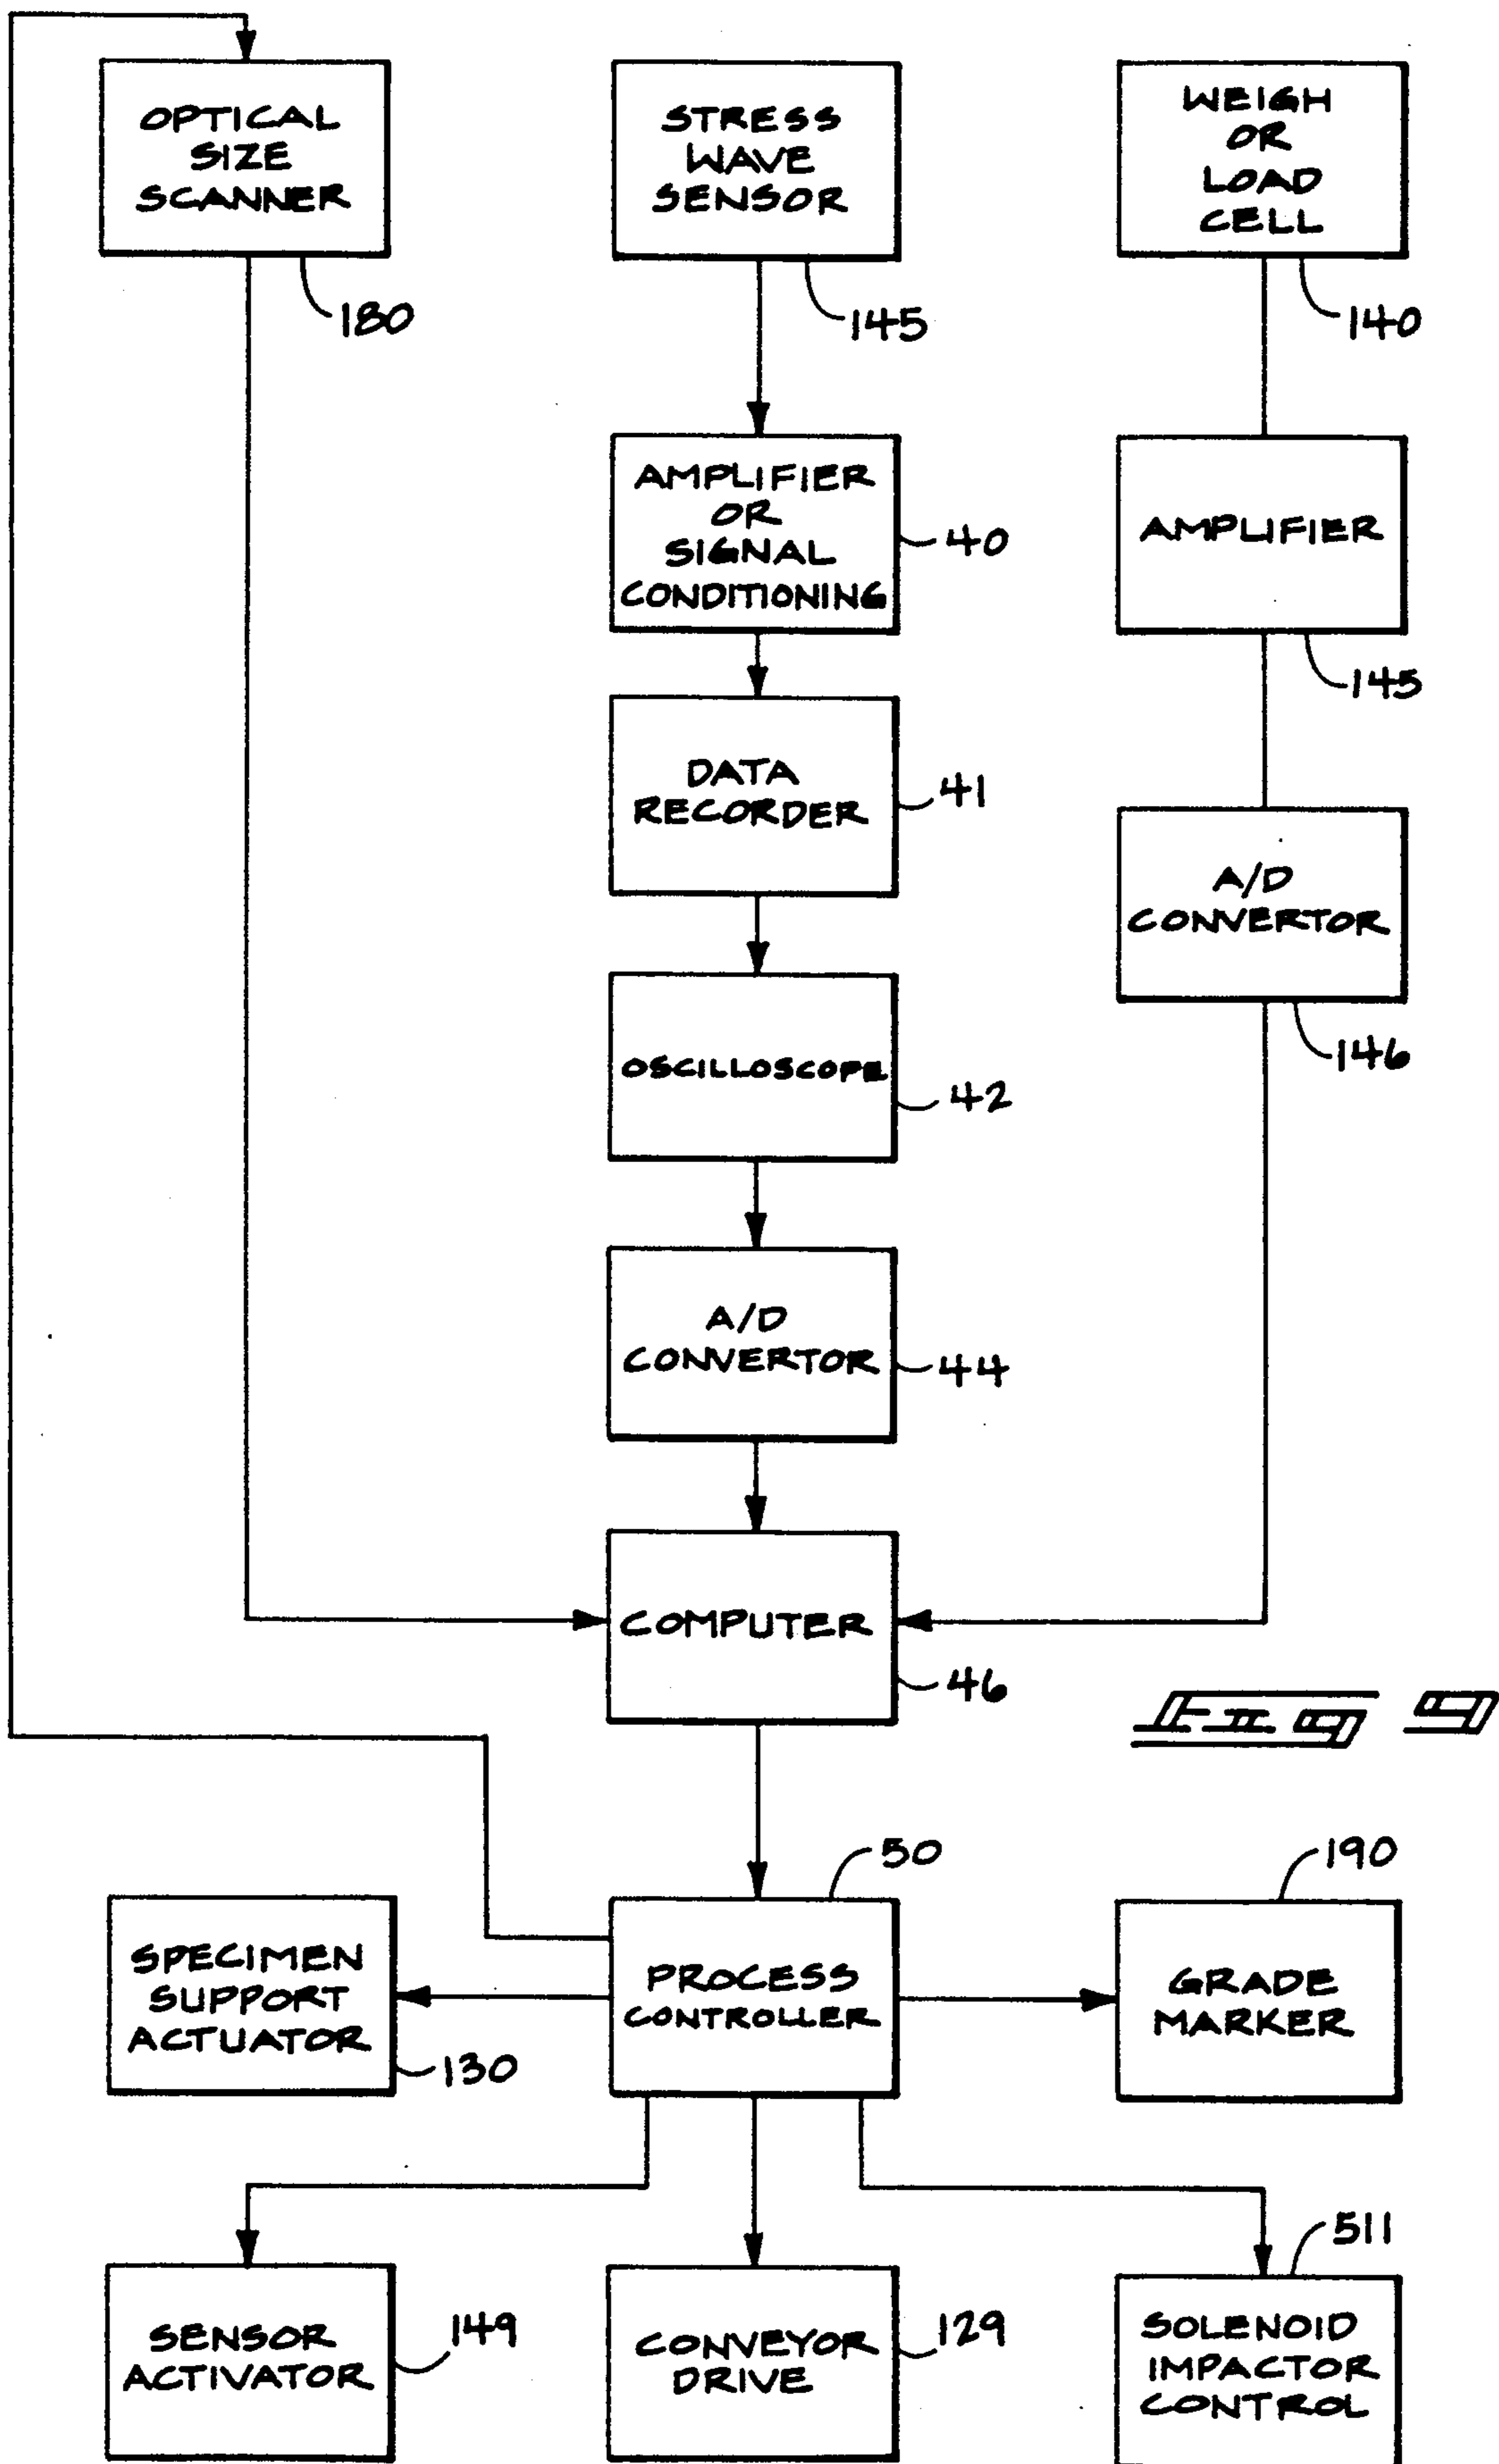 OPTICAL
SIZE
SCANNER
180
STRESS
WAVE
SENSOR
145
WEIGH
OR
LOAD
CELL
140
AMPLIFIER
OR
SIGNAL
CONDITIONING
40
AMPLIFIER
145
DATA
RECORDER
41
A/D
CONVERTOR
146
OSCILLOSCOPE
42
A/D
CONVERTOR
44
COMPUTER
46
FIG 9
SPECIMEN
SUPPORT
ACTUATOR
130
50
PROCESS
CONTROLLER
190
GRADE
MARKER
SENSOR
ACTIVATOR
149
CONVEYOR
DRIVE
129
511
SOLENOID
IMPACTOR
CONTROL